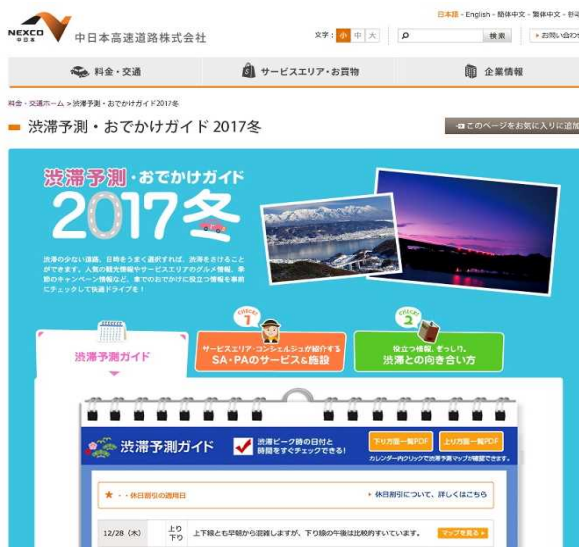 日本語 - English - 簡体中文 - 繁体中文 -
NEXCO
中日本
中日本高速道路株式会社
文字： 小 中 大
検索
お問い合わせ
料金・交通
サービスエリア・お買物
企業情報
料金・交通ホーム > 渋滞予測・おでかけガイド2017冬
渋滞予測・おでかけガイド 2017冬
このページをお気に入りに追加
渋滞予測・おでかけガイド
2017冬
渋滞の少ない道路、日時をうまく選択すれば、渋滞をさけること
ができます。人気の観光情報やサービスエリアのグルメ情報、季
節のキャンペーン情報など、車でのおでかけに役立つ情報を事前
にチェックして快適ドライブを！
渋滞予測ガイド
CHECK!
1
サービスエリア・コンシェルジュが紹介する
SA・PAのサービス&施設
CHECK!
2
役立つ情報、ぎっしり。
渋滞との向き合い方
渋滞予測ガイド
渋滞ピーク時の日付と
時間をすぐチェックできる！
下り方面一覧PDF
上り方面一覧PDF
カレンダー内クリックで渋滞予測マップが確認できます。
★ ・・休日割引の適用日
休日割引について、詳しくはこちら
12/28（木）
上り
下り
上下線とも早朝から混雑しますが、下り線の午後は比較的すいています。
マップを見る